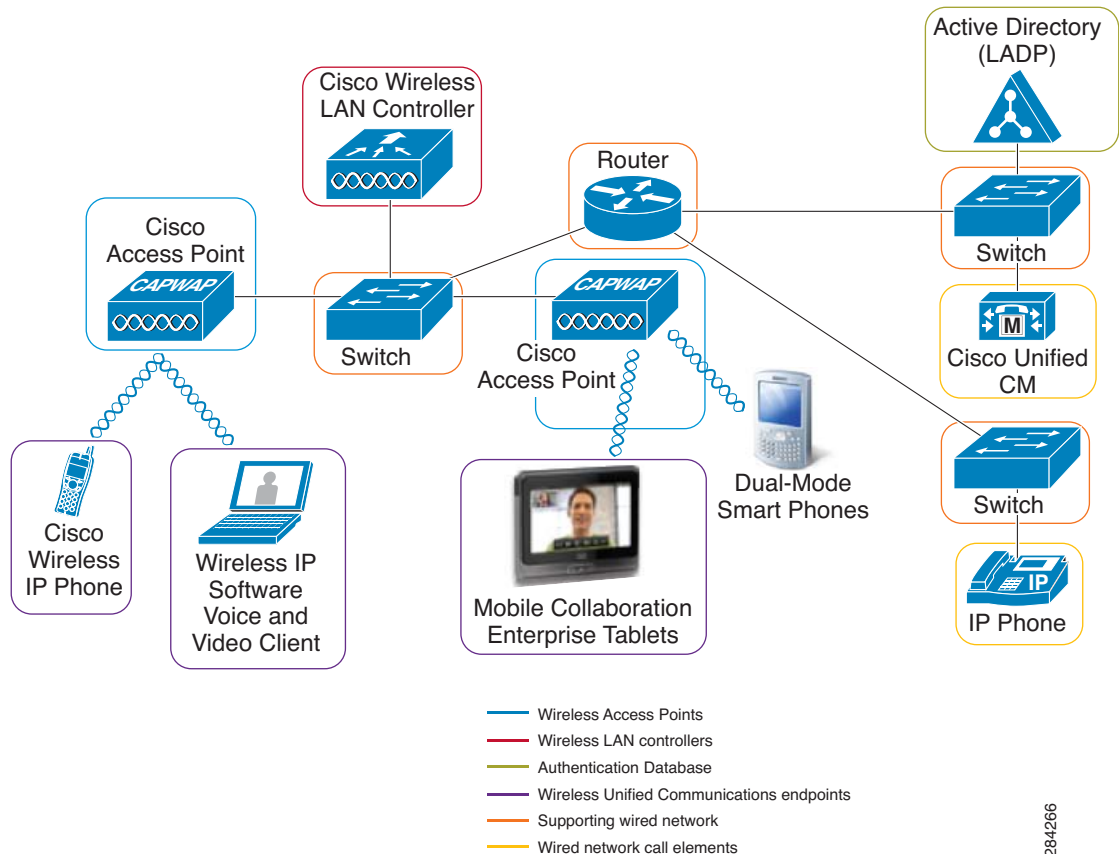 Active Directory
(LADP)
Cisco Wireless
LAN Controller
Router
Cisco
Access Point
CAPWAP
Switch
CAPWAP
Cisco
Access Point
Switch
M
Cisco Unified
CM
Dual-Mode
Smart Phones
Switch
Cisco
Wireless
IP Phone
Wireless IP
Software
Voice and
Video Client
Mobile Collaboration
Enterprise Tablets
IP
IP Phone
Wireless Access Points
Wireless LAN controllers
Authentication Database
Wireless Unified Communications endpoints
Supporting wired network
Wired network call elements
284266